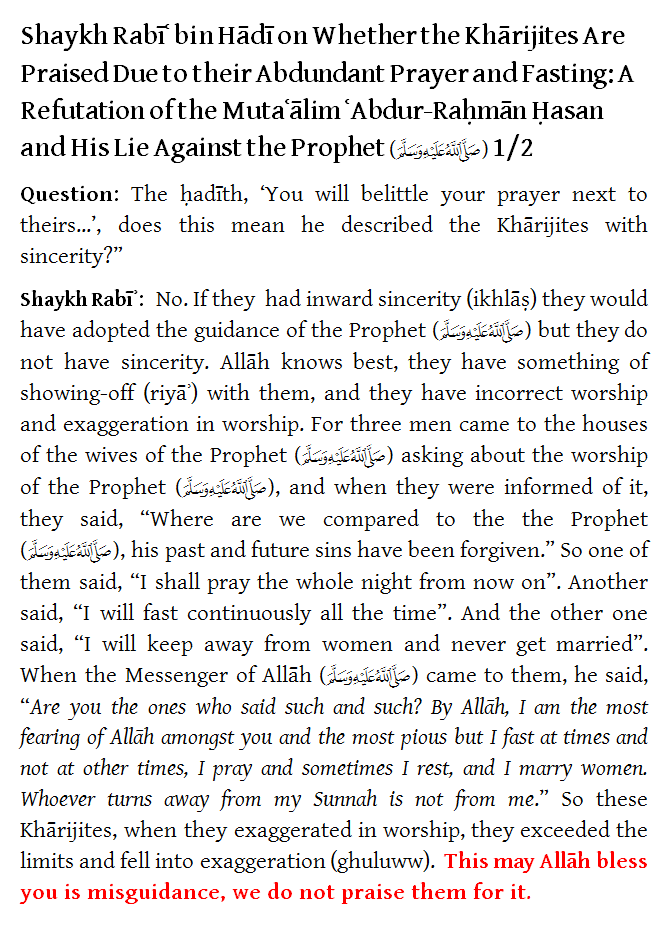 Shaykh Rabīʿ bin Hādī on Whether the Khārijites Are
Praised Due to their Abdundant Prayer and Fasting: A
Refutation of the Mutaʿālim ʿAbdur-Raḥmān Ḥasan
and His Lie Against the Prophet (ﷺ) 1/2
Question: The ḥadīth, ‘You will belittle your prayer next to
theirs...’, does this mean he described the Khārijites with
sincerity?”
Shaykh Rabīʾ: No. If they had inward sincerity (ikhlāṣ) they would
have adopted the guidance of the Prophet (ﷺ) but they do
not have sincerity. Allāh knows best, they have something of
showing-off (riyāʾ) with them, and they have incorrect worship
and exaggeration in worship. For three men came to the houses
of the wives of the Prophet (ﷺ) asking about the worship
of the Prophet (ﷺ), and when they were informed of it,
they said, “Where are we compared to the the Prophet
(ﷺ), his past and future sins have been forgiven.” So one of
them said, “I shall pray the whole night from now on”. Another
said, “I will fast continuously all the time”. And the other one
said, “I will keep away from women and never get married”.
When the Messenger of Allāh (ﷺ) came to them, he said,
“Are you the ones who said such and such? By Allāh, I am the most
fearing of Allāh amongst you and the most pious but I fast at times and
not at other times, I pray and sometimes I rest, and I marry women.
Whoever turns away from my Sunnah is not from me.” So these
Khārijites, when they exaggerated in worship, they exceeded the
limits and fell into exaggeration (ghuluww). This may Allāh bless
you is misguidance, we do not praise them for it.